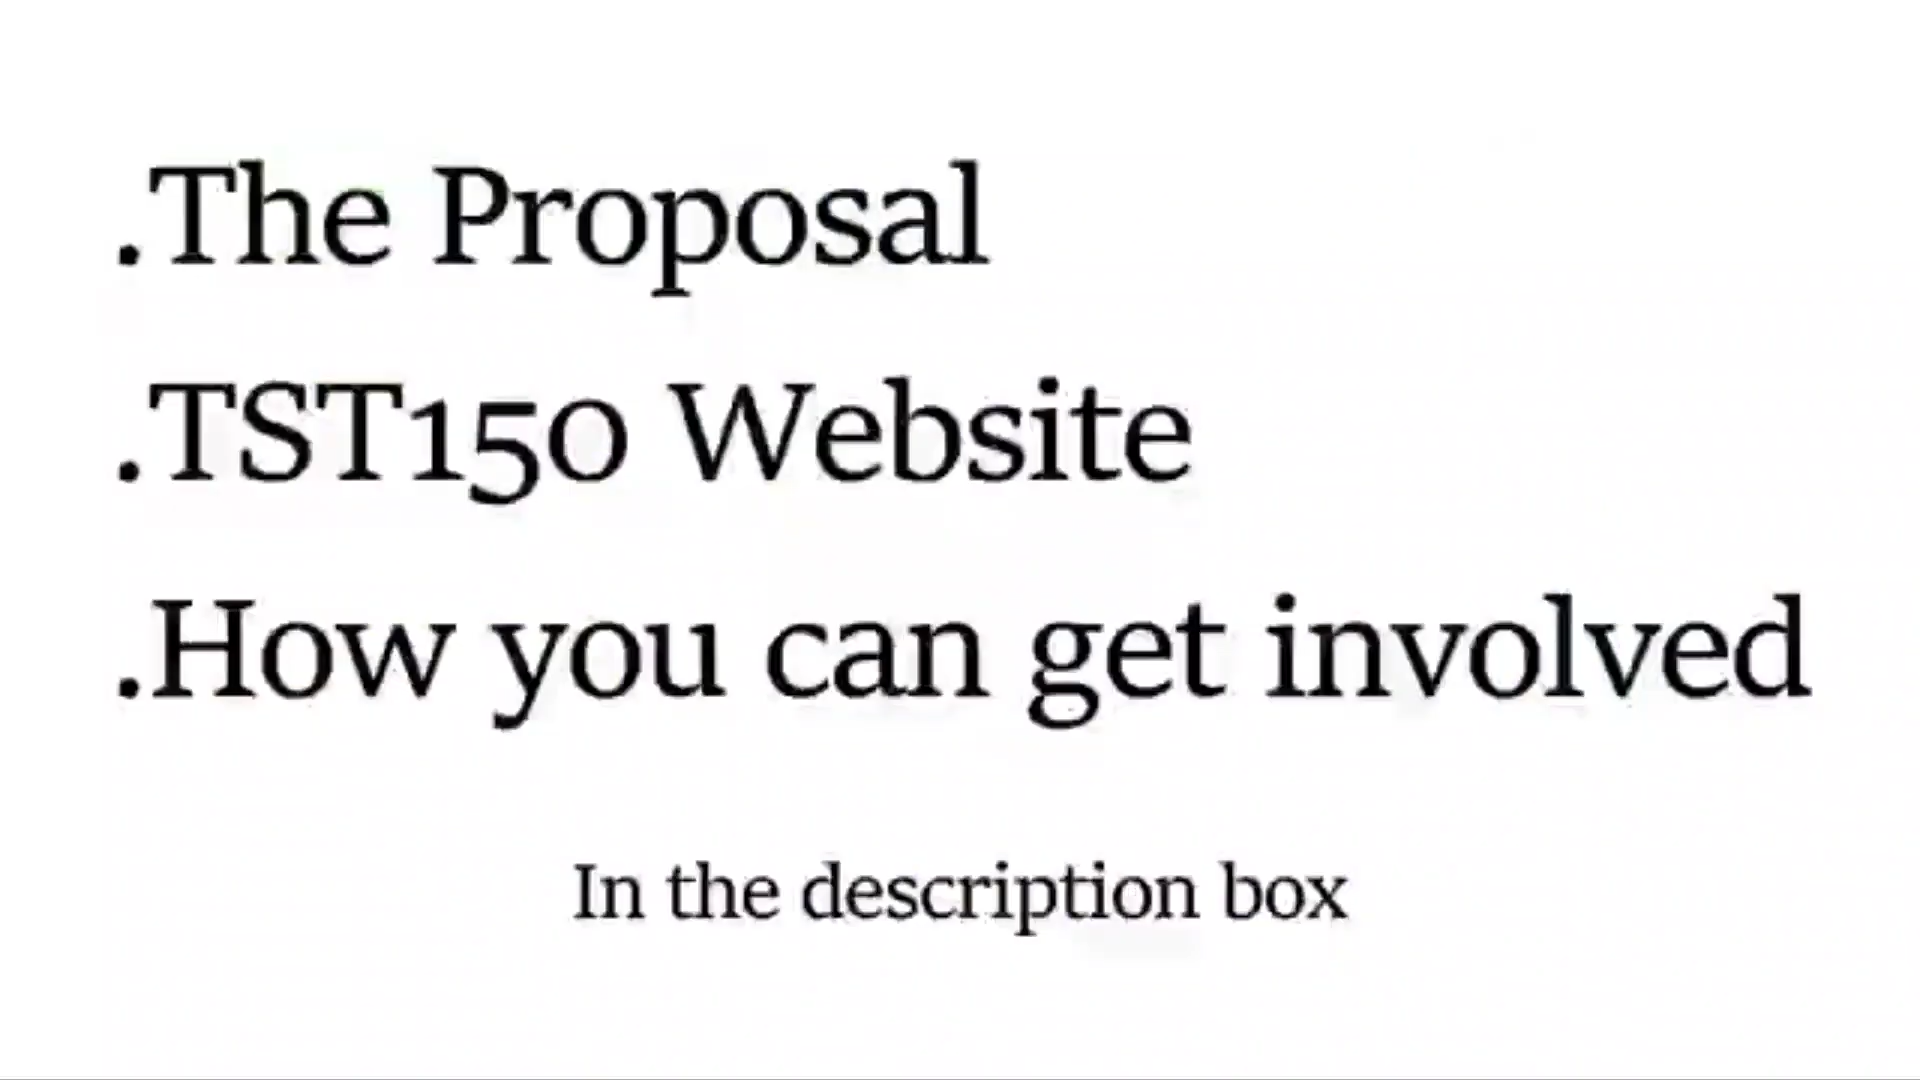 .The Proposal
.TST150 Website
.How you can get involved
In the description box